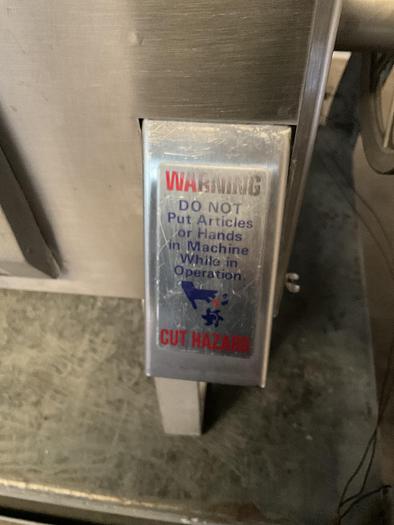 WARNING
DO NOT
Put Articles
or Hands
in Machine
While in
Operation.
CUT HAZARD